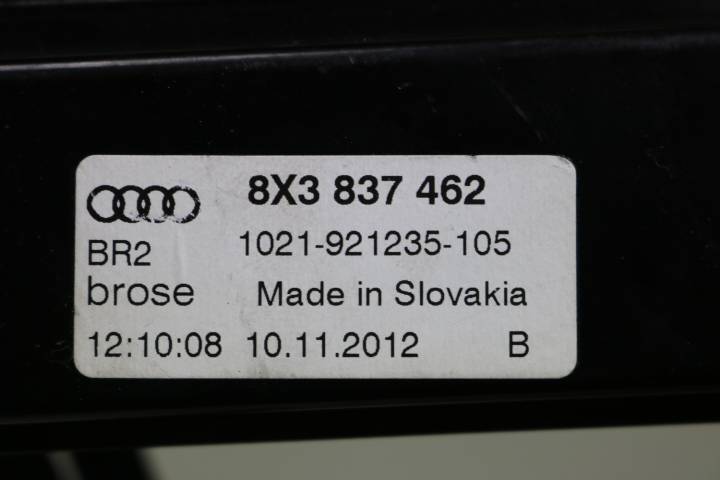 8X3 837 462
BR2 1021-921235-105
brose Made in Slovakia
12:10:08 10.11.2012 B